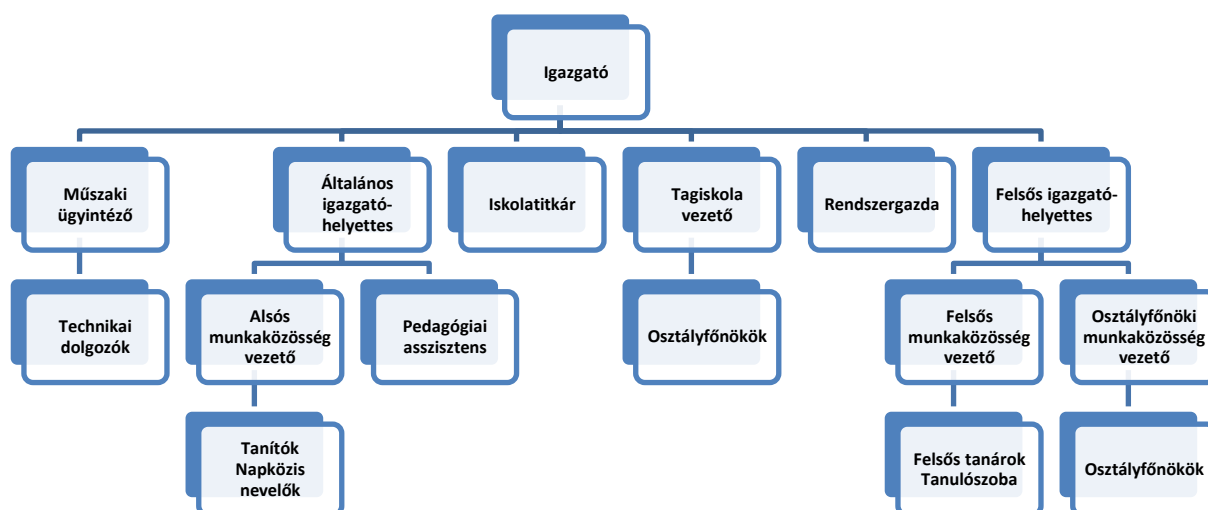 Igazgató
Műszaki
ügyintéző
Általános
igazgató-
helyettes
Iskolatitkár
Tagiskola
vezető
Rendszergazda
Felsős igazgató-
helyettes
Technikai
dolgozók
Alsós
munkaközösség
vezető
Pedagógiai
asszisztens
Osztályfőnökök
Felsős
munkaközösség
vezető
Osztályfőnöki
munkaközösség
vezető
Tanítók
Napközis
nevelők
Felsős tanárok
Tanulószoba
Osztályfőnökök